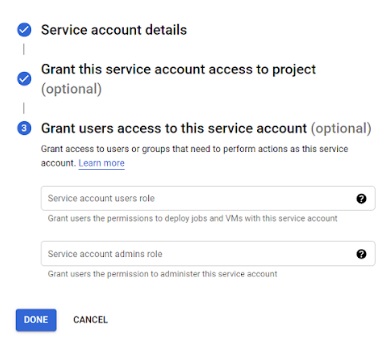 Service account details
Grant this service account access to project
(optional)
3 Grant users access to this service account (optional)
Grant access to users or groups that need to perform actions as this service
account. Learn more
Service account users role
Grant users the permissions to deploy jobs and VMs with this service account
Service account admins role
Grant users the permission to administer this service account
DONE CANCEL